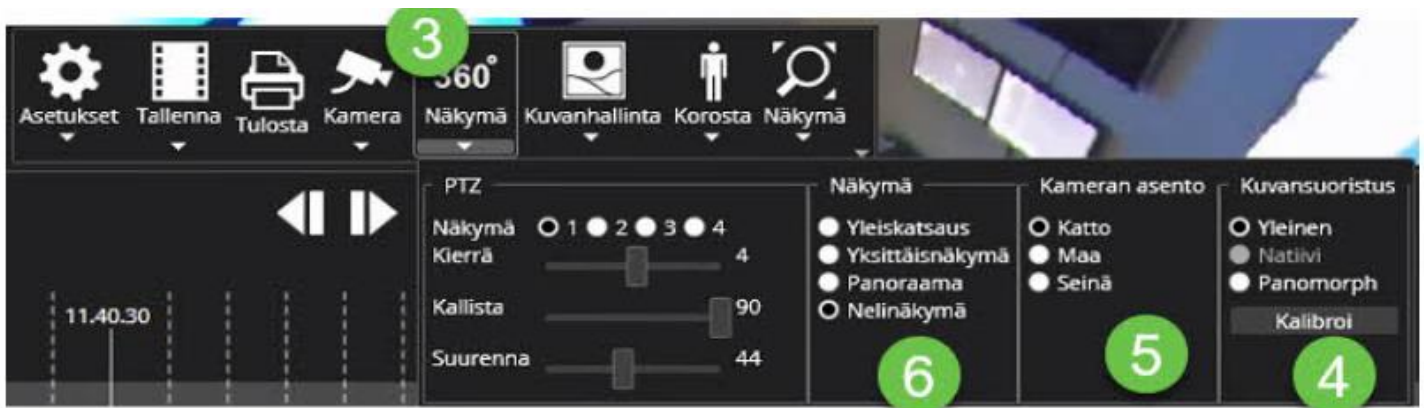 3
360°
Asetukset Tallenna Tulosta Kamera Näkymä Kuvanhallinta Korosta Näkymä
PTZ
Näkymä 1 2 3 4
Kierrä 4
Kallista 90
Suurenna 44
Näkymä
Yleiskatsaus
Yksittäisnäkymä
Panoraama
Nelinäkymä
6
Kameran asento
Katto
Maa
Seinä
5
Kuvansuoristus
Yleinen
Natiivi
Panomorph
Kalibroi
4
11.40.30